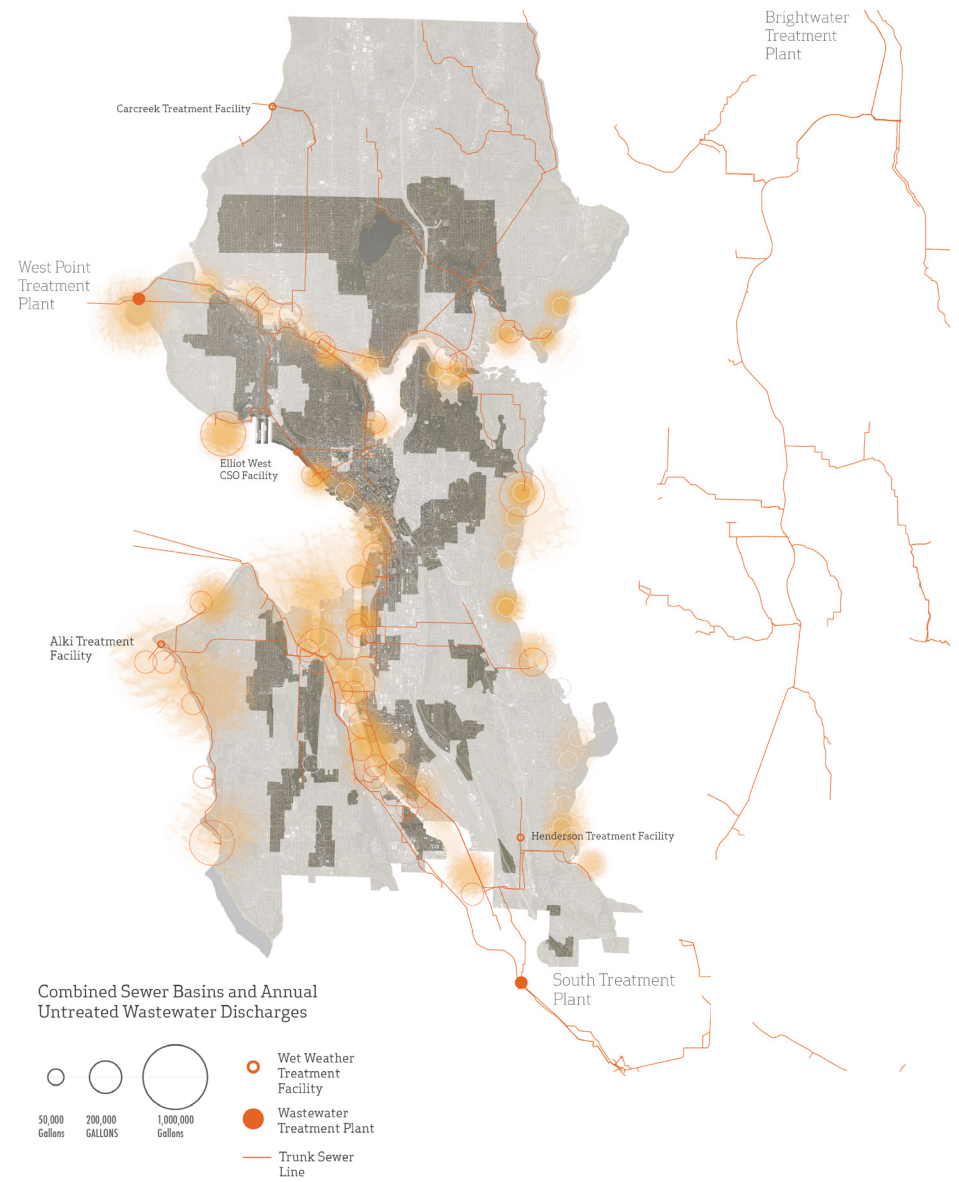 Brightwater
Treatment
Plant
Carcreek Treatment Facility
West Point
Treatment
Plant
Elliot West
CSO Facility
Alki Treatment
Facility
Henderson Treatment Facility
South Treatment
Plant
Combined Sewer Basins and Annual
Untreated Wastewater Discharges
50,000
Gallons
200,000
GALLONS
1,000,000
Gallons
Wet Weather
Treatment
Facility
Wastewater
Treatment Plant
Trunk Sewer
Line